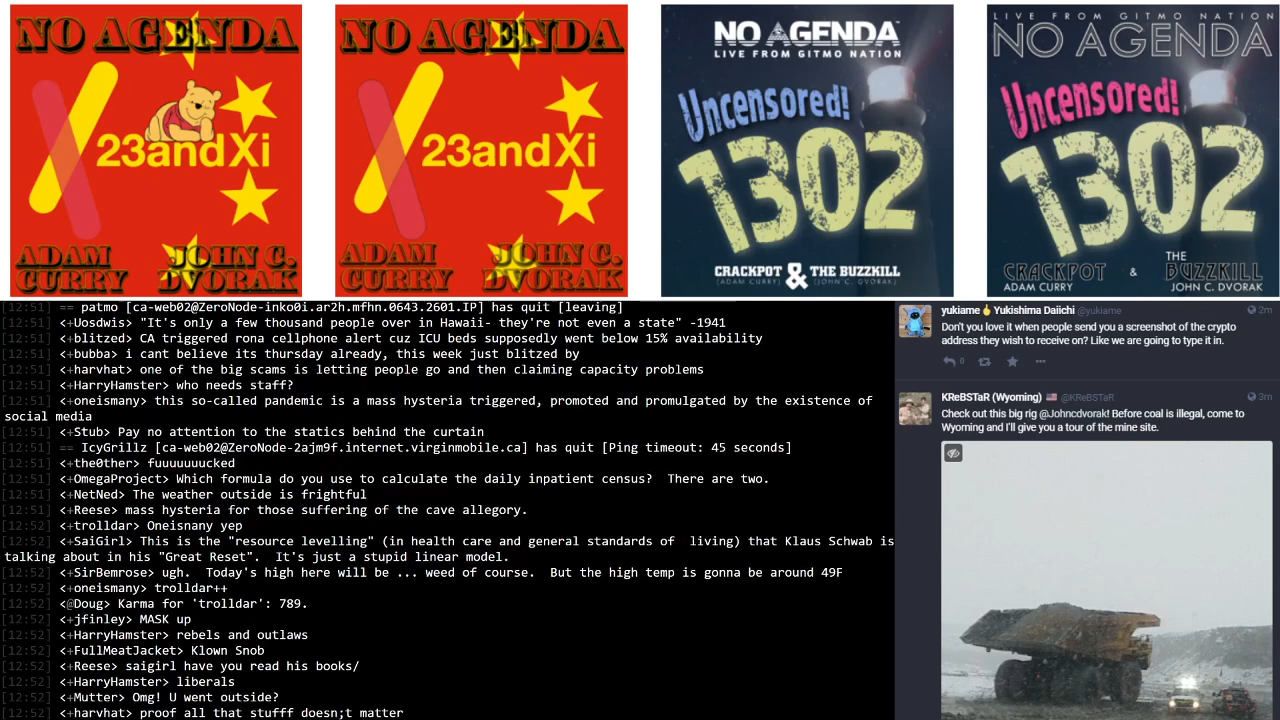 NO AGENDA
23andXi
ADAM CURRY
JOHN C. DVORAK
NO AGENDA
23andXi
ADAM CURRY
JOHN C. DVORAK
NO AGENDA™
LIVE FROM GITMO NATION
Uncensored!
1302
CRACKPOT & THE BUZZKILL
[ADAM CURRY] [JOHN C. DVORAK]
LIVE FROM GITMO NATION
NO AGENDA
Uncensored!
1302
CRACKPOT & THE BUZZKILL
ADAM CURRY JOHN C. DVORAK
[12:51] == patmo [ca-web02@ZeroNode-inko0i.ar2h.mfhn.0643.2601.IP] has quit [leaving]
[12:51] <+Uosdwis> "It's only a few thousand people over in Hawaii- they're not even a state" -1941
[12:51] <+blitzed> CA triggered rona cellphone alert cuz ICU beds supposedly went below 15% availability
[12:51] <+bubba> i cant believe its thursday already, this week just blitzed by
[12:51] <+harvhat> one of the big scams is letting people go and then claiming capacity problems
[12:51] <+HarryHamster> who needs staff?
[12:51] <+oneismany> this so-called pandemic is a mass hysteria triggered, promoted and promulgated by the existence of
social media
[12:51] <+Stub> Pay no attention to the statics behind the curtain
[12:51] == IcyGrillz [ca-web02@ZeroNode-2ajm9f.internet.virginmobile.ca] has quit [Ping timeout: 45 seconds]
[12:51] <+the0ther> fuuuuuuucked
[12:51] <+OmegaProject> Which formula do you use to calculate the daily inpatient census?  There are two.
[12:51] <+NetNed> The weather outside is frightful
[12:51] <+Reese> mass hysteria for those suffering of the cave allegory.
[12:52] <+trolldar> Oneisnany yep
[12:52] <+SaiGirl> This is the "resource levelling" (in health care and general standards of  living) that Klaus Schwab is
talking about in his "Great Reset".  It's just a stupid linear model.
[12:52] <+SirBemrose> ugh.  Today's high here will be ... weed of course.  But the high temp is gonna be around 49F
[12:52] <+oneismany> trolldar++
[12:52] <@Doug> Karma for 'trolldar': 789.
[12:52] <+jfinley> MASK up
[12:52] <+HarryHamster> rebels and outlaws
[12:52] <+FullMeatJacket> Klown Snob
[12:52] <+Reese> saigirl have you read his books/
[12:52] <+HarryHamster> liberals
[12:52] <+Mutter> Omg! U went outside?
[12:52] <+harvhat> proof all that stufff doesn;t matter
yukiame Yukishima Daiichi @yukiame 2m
Don't you love it when people send you a screenshot of the crypto
address they wish to receive on? Like we are going to type it in.
0
KReBSTaR (Wyoming) @KReBSTaR 3m
Check out this big rig @Johncdvorak! Before coal is illegal, come to
Wyoming and I'll give you a tour of the mine site.